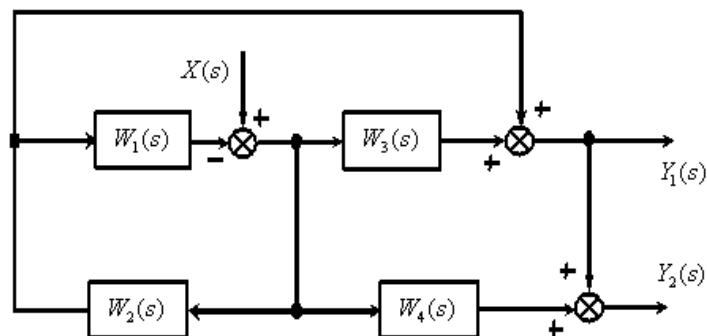 +
X(s)
+
+
W₁(s)
−
W₃(s)
+
Y₁(s)
+
Y₂(s)
W₂(s)
W₄(s)
+